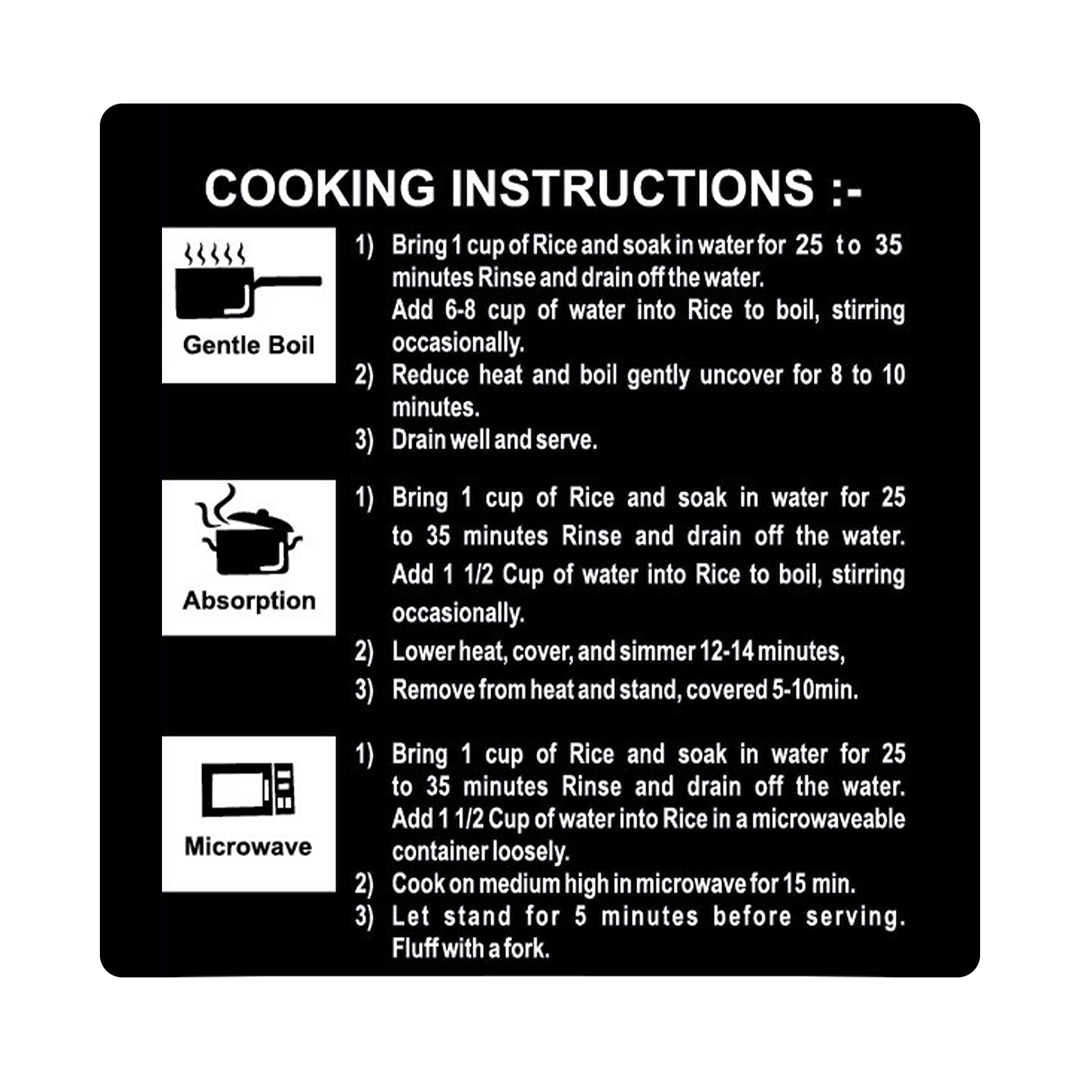 COOKING INSTRUCTIONS :-
Gentle Boil
1) Bring 1 cup of Rice and soak in water for 25 to 35
minutes Rinse and drain off the water.
Add 6-8 cup of water into Rice to boil, stirring
occasionally.
2) Reduce heat and boil gently uncover for 8 to 10
minutes.
3) Drain well and serve.
Absorption
1) Bring 1 cup of Rice and soak in water for 25
to 35 minutes Rinse and drain off the water.
Add 1 1/2 Cup of water into Rice to boil, stirring
occasionally.
2) Lower heat, cover, and simmer 12-14 minutes,
3) Remove from heat and stand, covered 5-10min.
Microwave
1) Bring 1 cup of Rice and soak in water for 25
to 35 minutes Rinse and drain off the water.
Add 1 1/2 Cup of water into Rice in a microwaveable
container loosely.
2) Cook on medium high in microwave for 15 min.
3) Let stand for 5 minutes before serving.
Fluff with a fork.